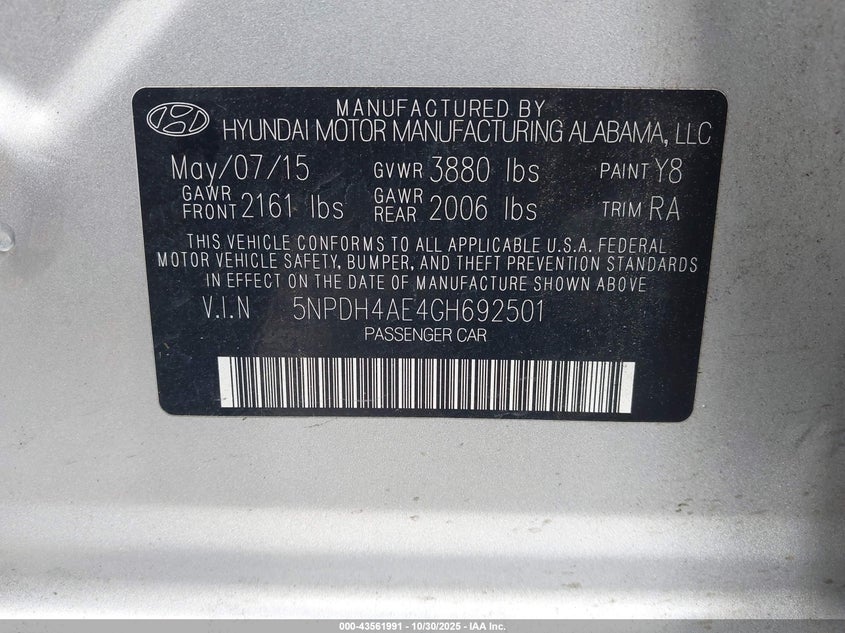 MANUFACTURED BY
HYUNDAI MOTOR MANUFACTURING ALABAMA, LLC
May/07/15 GVWR 3880 lbs PAINT Y8
GAWR FRONT 2161 lbs GAWR REAR 2006 lbs TRIM RA
THIS VEHICLE CONFORMS TO ALL APPLICABLE U.S.A. FEDERAL
MOTOR VEHICLE SAFETY, BUMPER, AND THEFT PREVENTION STANDARDS
IN EFFECT ON THE DATE OF MANUFACTURE SHOWN ABOVE
V.I.N 5NPDH4AE4GH692501
PASSENGER CAR
000-43561991 - 10/30/2025 - IAA Inc.